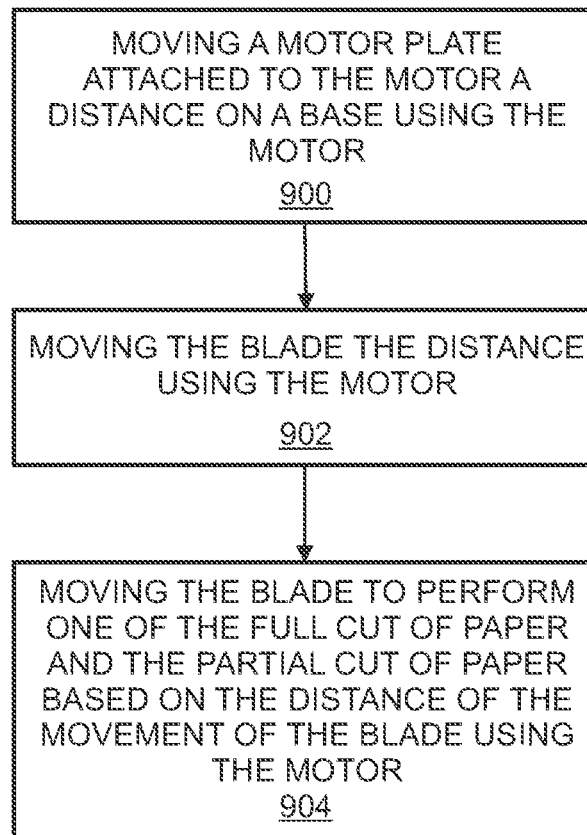 MOVING A MOTOR PLATE
ATTACHED TO THE MOTOR A
DISTANCE ON A BASE USING THE
MOTOR
900
MOVING THE BLADE THE DISTANCE
USING THE MOTOR
902
MOVING THE BLADE TO PERFORM
ONE OF THE FULL CUT OF PAPER
AND THE PARTIAL CUT OF PAPER
BASED ON THE DISTANCE OF THE
MOVEMENT OF THE BLADE USING
THE MOTOR
904